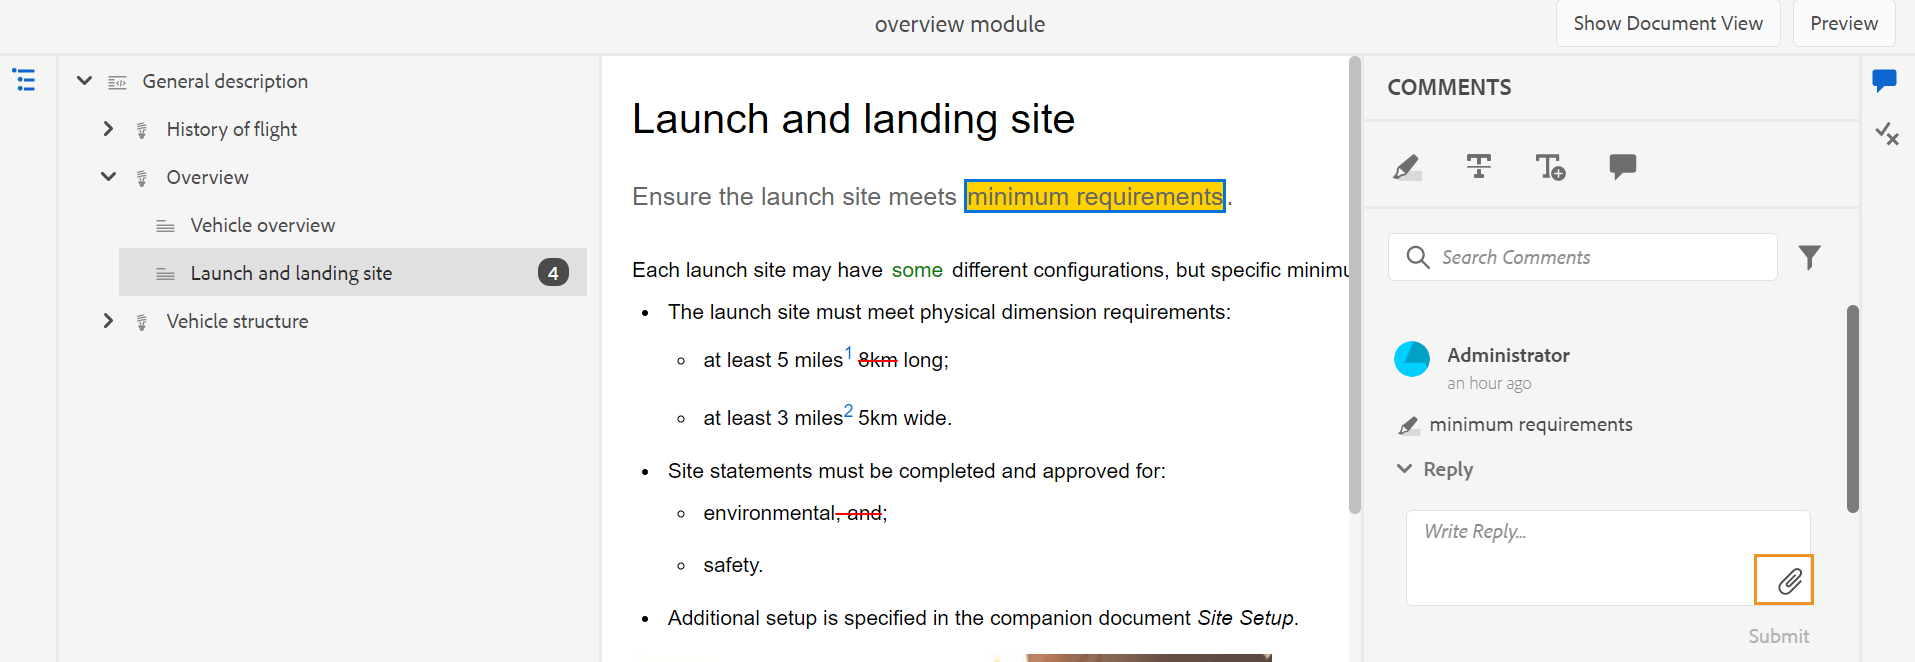 overview module
Show Document View
Preview
General description
History of flight
Overview
Vehicle overview
Launch and landing site
4
Vehicle structure
Launch and landing site
Ensure the launch site meets minimum requirements.
Each launch site may have some different configurations, but specific minimu
• The launch site must meet physical dimension requirements:
◦ at least 5 miles1 8km long;
◦ at least 3 miles2 5km wide.
• Site statements must be completed and approved for:
◦ environmental, and;
◦ safety.
• Additional setup is specified in the companion document Site Setup.
COMMENTS
Search Comments
Administrator
an hour ago
minimum requirements
Reply
Write Reply...
Submit